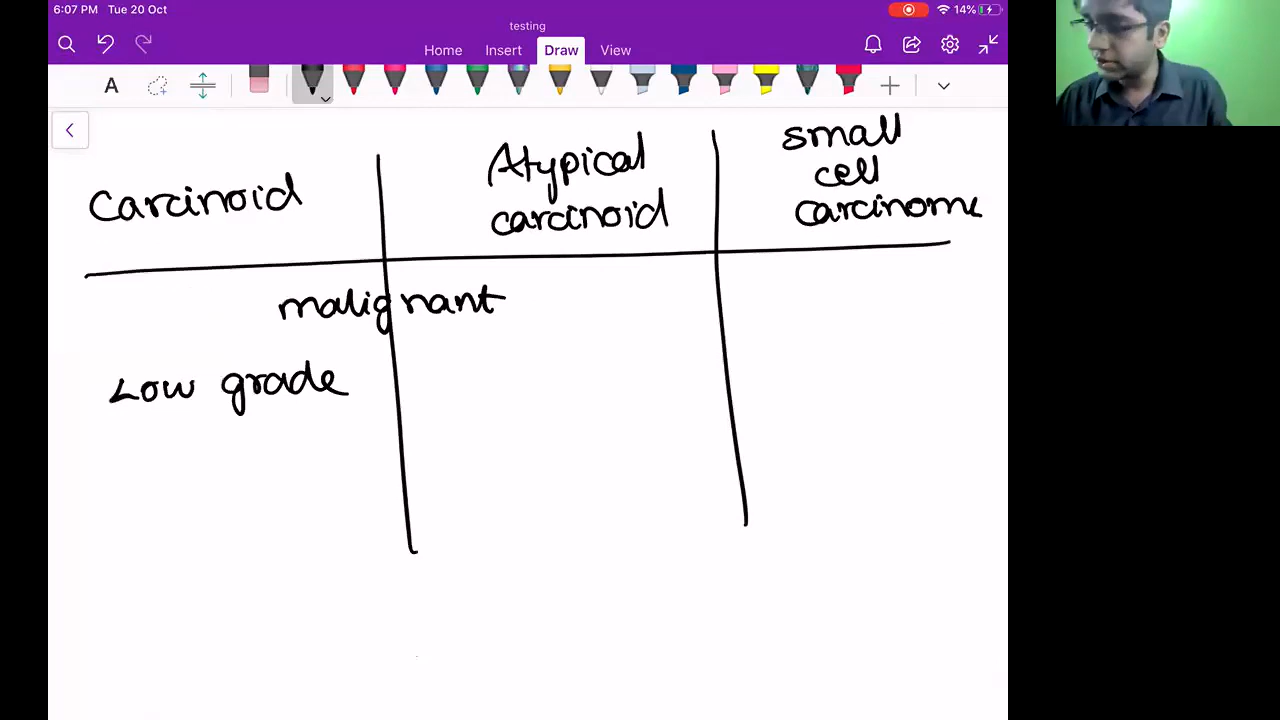 6:07 PM Tue 20 Oct
14%
testing
Home Insert Draw View
A
Carcinoid
Atypical
carcinoid
small
cell
carcinoma
malignant
Low grade